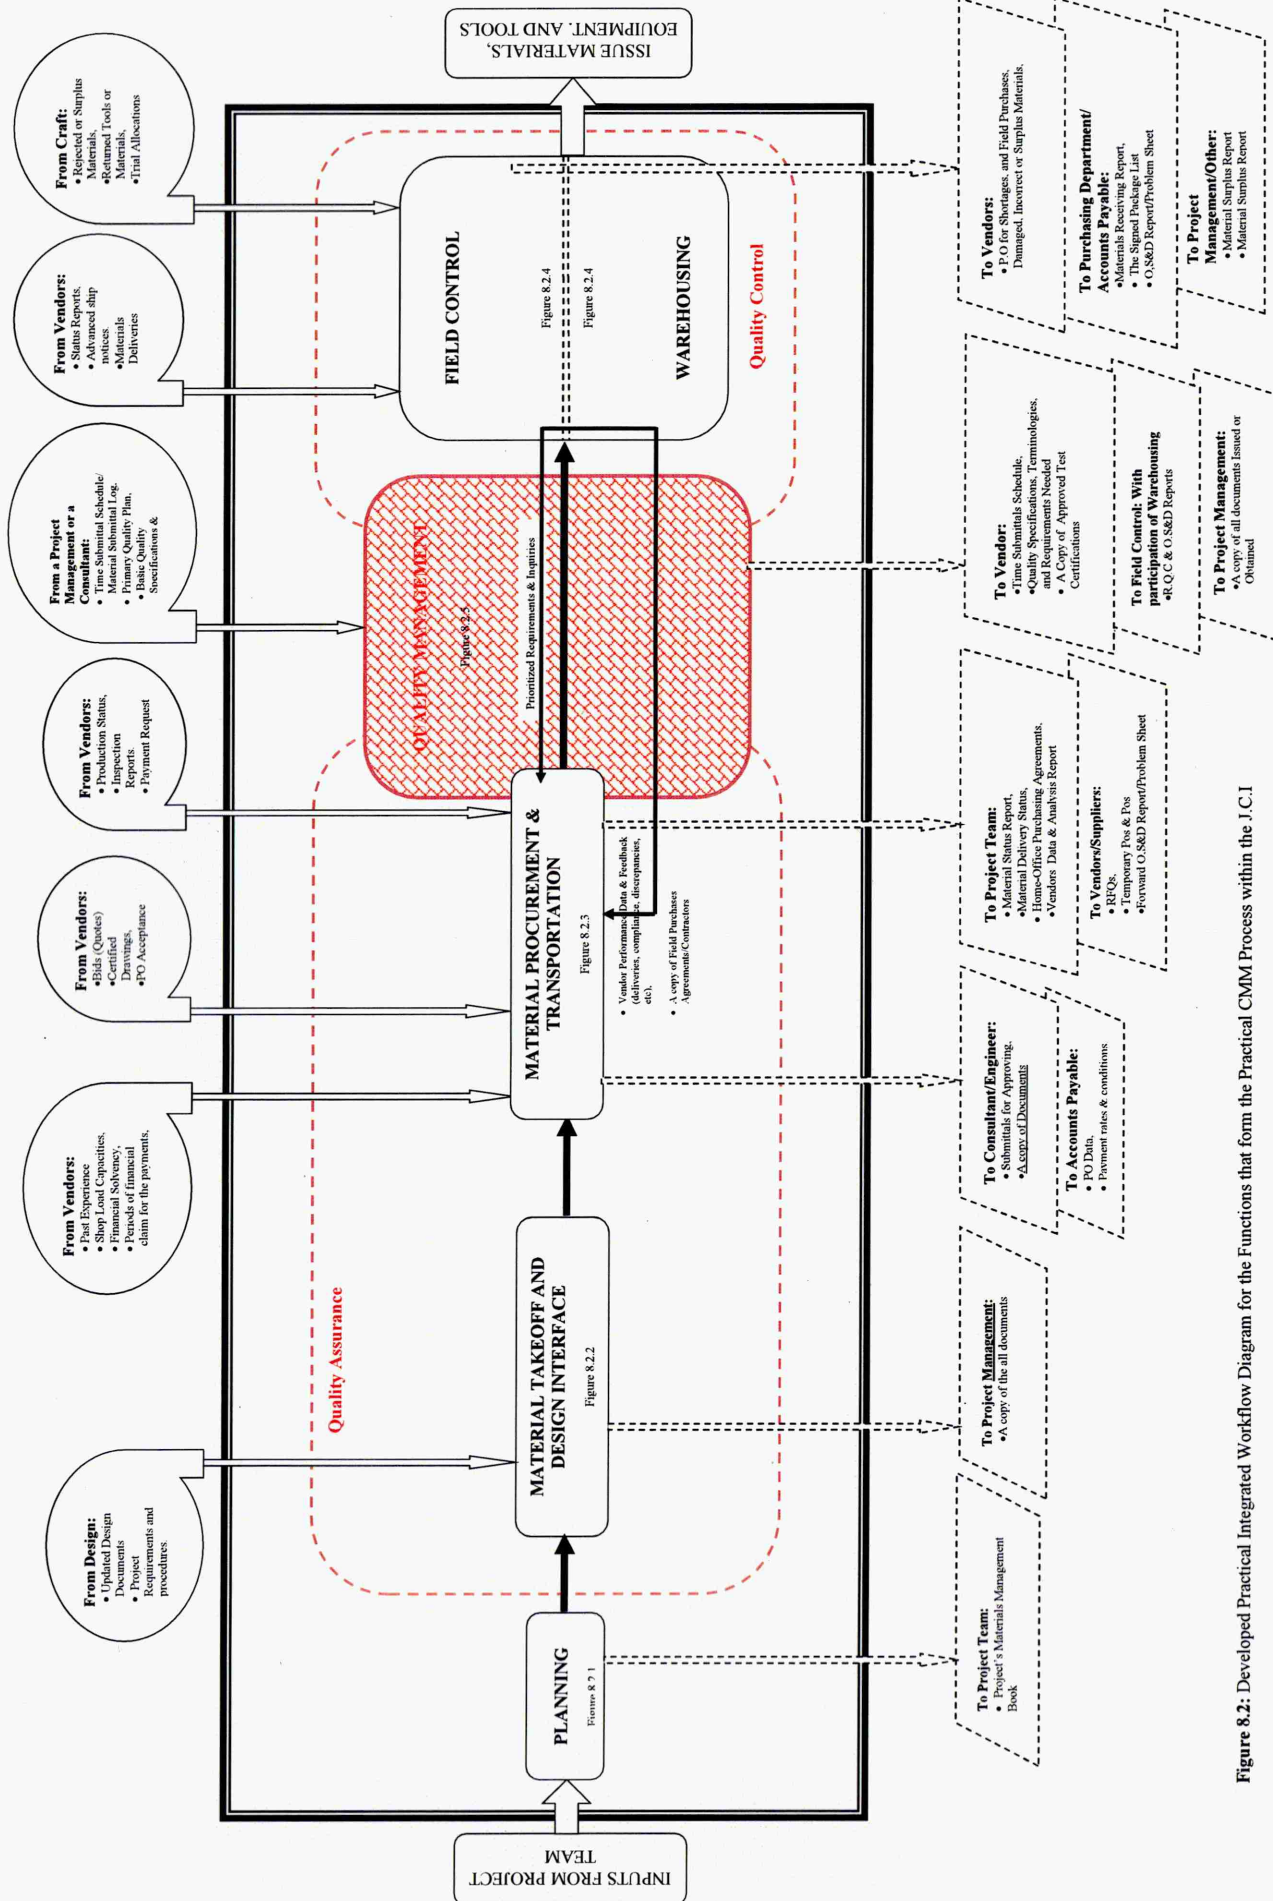 INPUTS FROM PROJECT
TEAM
PLANNING
Figure 8.2.1
MATERIAL TAKEOFF AND
DESIGN INTERFACE
Figure 8.2.2
MATERIAL PROCUREMENT &
TRANSPORTATION
Figure 8.2.3
• Vendor Performance Data & Feedback
(deliveries, compliance, discrepancies,
etc).
• A copy of Field Purchases
Agreements/Contractors
QUALITY MANAGEMENT
Figure 8.2.5
Prioritized Requirements & Inquiries
FIELD CONTROL
Figure 8.2.4
Figure 8.2.4
WAREHOUSING
ISSUE MATERIALS,
EQUIPMENT. AND TOOLS
Quality Assurance
Quality Control
From Design:
• Updated Design
Documents
• Project
Requirements and
procedures.
From Vendors:
• Past Experience
• Shop Load Capacities,
• Financial Solvency,
• Periods of financial
claim for the payments,
From Vendors:
•Bids (Quotes)
•Certified
Drawings,
•PO Acceptance
From Vendors:
• Production Status,
• Inspection
Reports.
• Payment Request
From a Project
Management or a
Consultant:
• Time Submittal Schedule/
Material Submittal Log.
• Primary Quality Plan,
• Basic Quality
Specifications &
From Vendors:
• Status Reports,
• Advanced ship
notices.
•Materials
Deliveries
From Craft:
• Rejected or Surplus
Materials,
•Returned Tools or
Materials,
•Trial Allocations
To Project Team:
• Project's Materials Management
Book
To Project Management:
•A copy of the all documents
To Consultant/Engineer:
• Submittals for Approving,
•A copy of Documents
To Accounts Payable:
• PO Data,
• Payment rates & conditions
To Project Team:
• Material Status Report,
•Material Delivery Status,
• Home-Office Purchasing Agreements,
•Vendors Data & Analysis Report
To Vendors/Suppliers:
• RFQs,
• Temporary Pos & Pos
•Forward O.S&D Report/Problem Sheet
To Vendor:
•Time Submittals Schedule,
•Quality Specifications, Terminologies,
and Requirements Needed
• A Copy of Approved Test
Certifications
To Field Control: With
participation of Warehousing
•R.Q.C & O.S&D Reports
To Project Management:
•A copy of all documents Issued or
Obtained
To Vendors:
• P.O for Shortages, and Field Purchases,
Damaged, Incorrect or Surplus Materials,
To Purchasing Department/
Accounts Payable:
•Materials Receiving Report,
• The Signed Package List
• O,S&D Report/Problem Sheet
To Project
Management/Other:
• Material Surplus Report
• Material Surplus Report
Figure 8.2: Developed Practical Integrated Workflow Diagram for the Functions that form the Practical CMM Process within the J.C.I